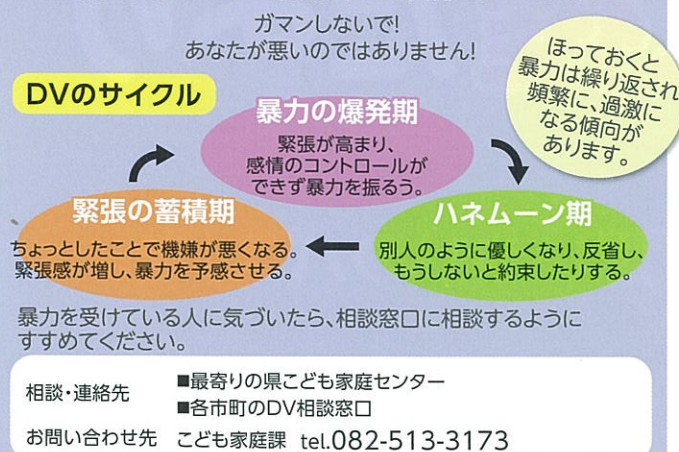 ガマンしないで!
あなたが悪いのではありません!
ほっておくと
暴力は繰り返され
頻繁に、過激に
なる傾向が
あります。
DVのサイクル
暴力の爆発期
緊張が高まり、
感情のコントロールが
できず暴力を振るう。
緊張の蓄積期
ちょっとしたことで機嫌が悪くなる。
緊張感が増し、暴力を予感させる。
ハネムーン期
別人のように優しくなり、反省し、
もうしないと約束したりする。
暴力を受けている人に気づいたら、相談窓口に相談するように
すすめてください。
相談・連絡先
■最寄りの県こども家庭センター
■各市町のDV相談窓口
お問い合わせ先 こども家庭課 tel.082-513-3173